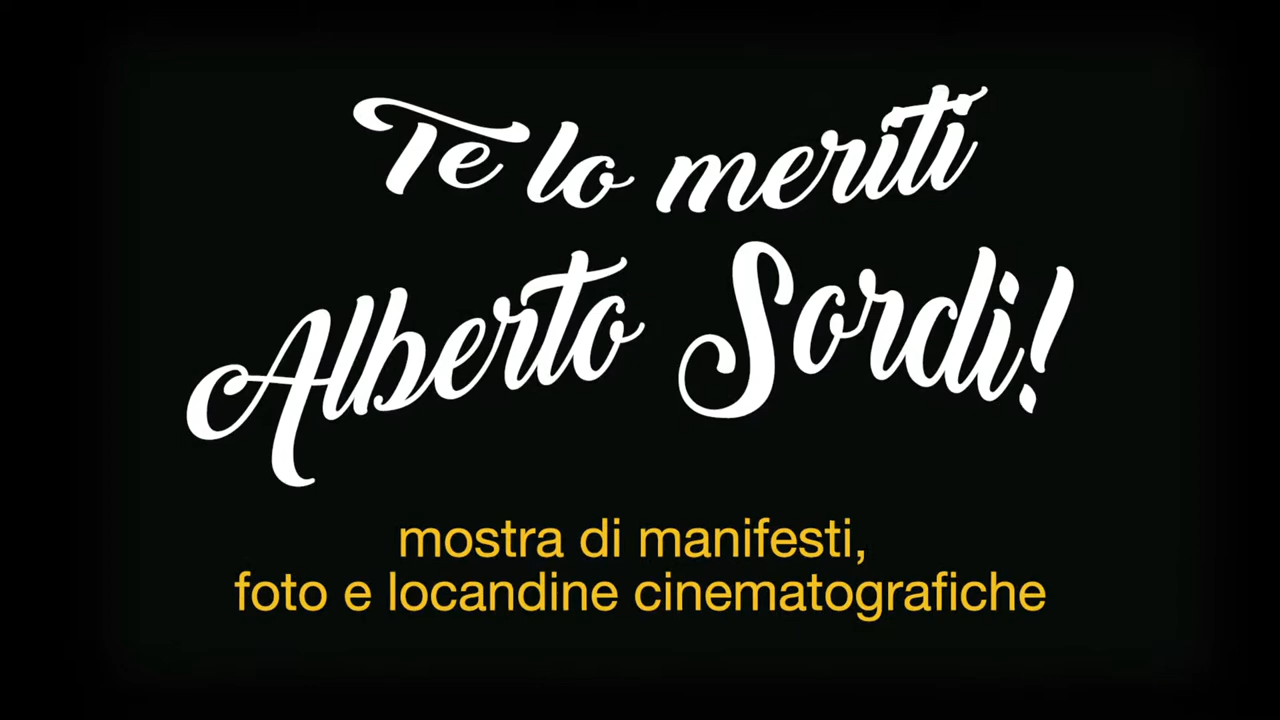 Te lo meriti
Alberto Sordi!
mostra di manifesti,
foto e locandine cinematografiche